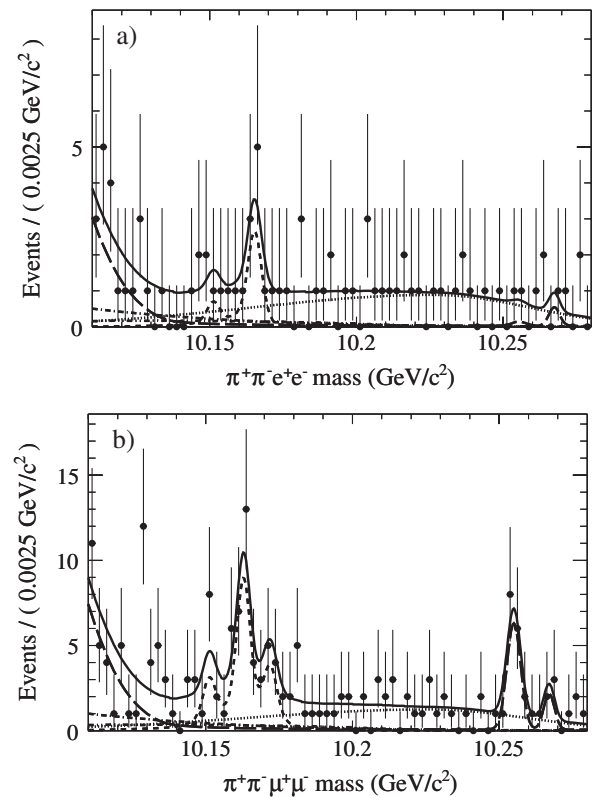 a)
Events / ( 0.0025 GeV/c²)
5
0
10.15
10.2
10.25
π⁺π⁻e⁺e⁻ mass (GeV/c²)
b)
Events / ( 0.0025 GeV/c²)
15
10
5
0
10.15
10.2
10.25
π⁺π⁻μ⁺μ⁻ mass (GeV/c²)